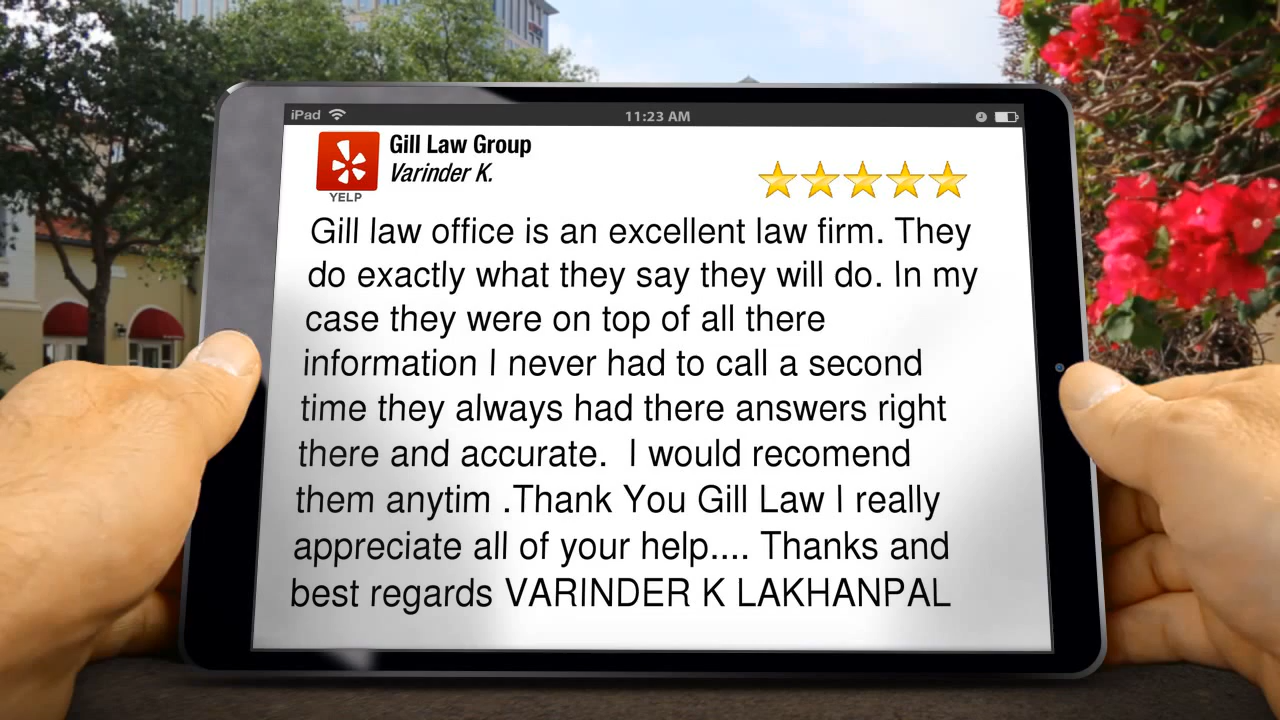 iPad 11:23 AM
Gill Law Group
Varinder K.
YELP
Gill law office is an excellent law firm. They
do exactly what they say they will do. In my
case they were on top of all there
information I never had to call a second
time they always had there answers right
there and accurate.  I would recomend
them anytim .Thank You Gill Law I really
appreciate all of your help.... Thanks and
best regards VARINDER K LAKHANPAL